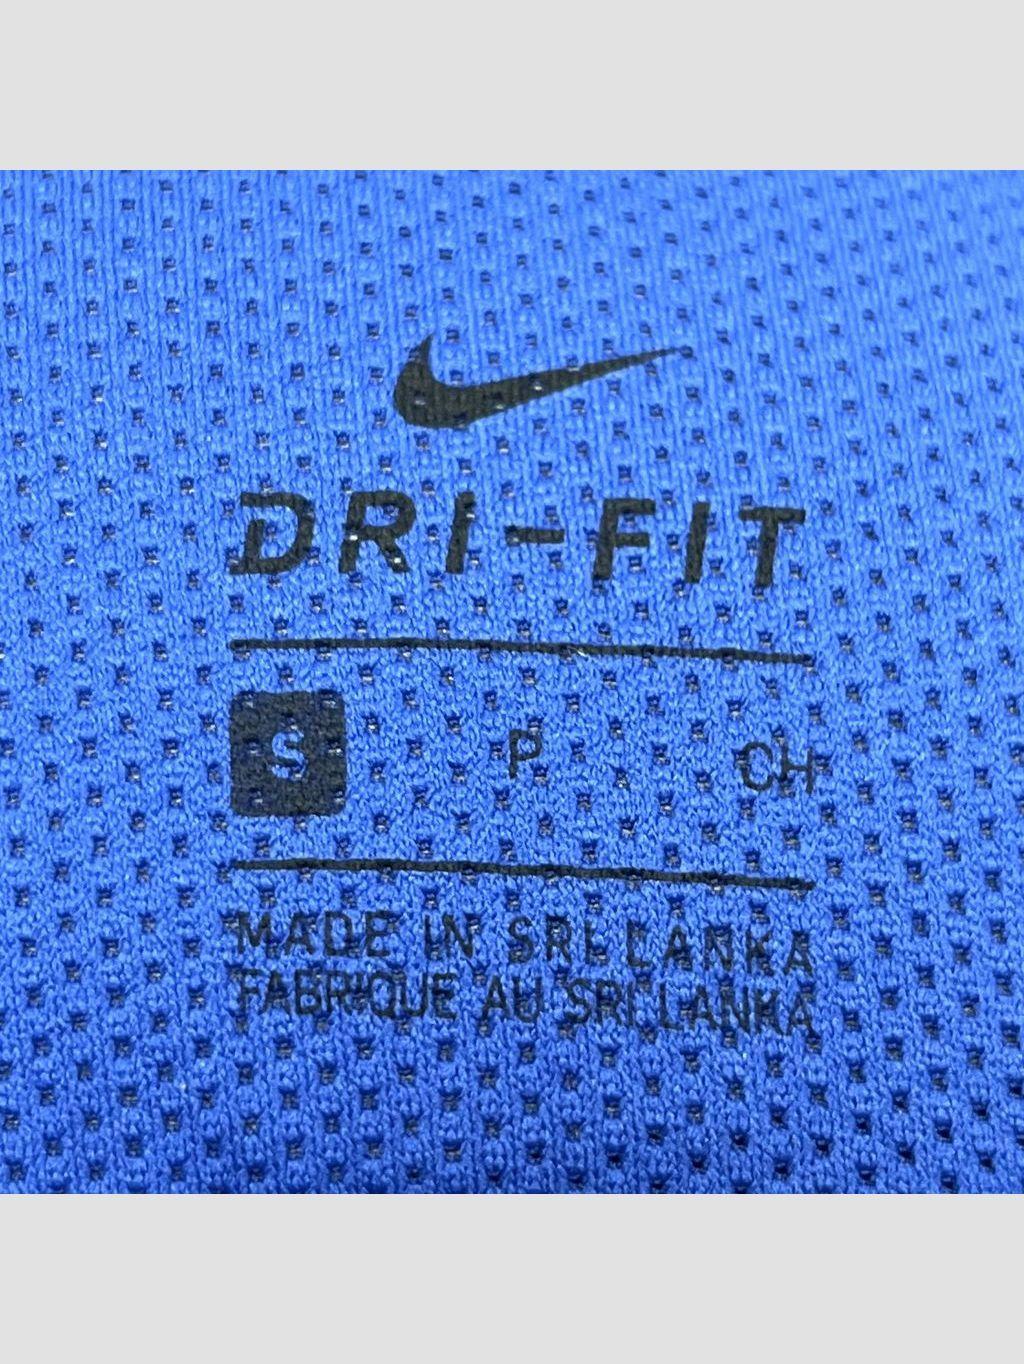 DRI-FIT
S P CH
MADE IN SRI LANKA
FABRIQUE AU SRI LANKA